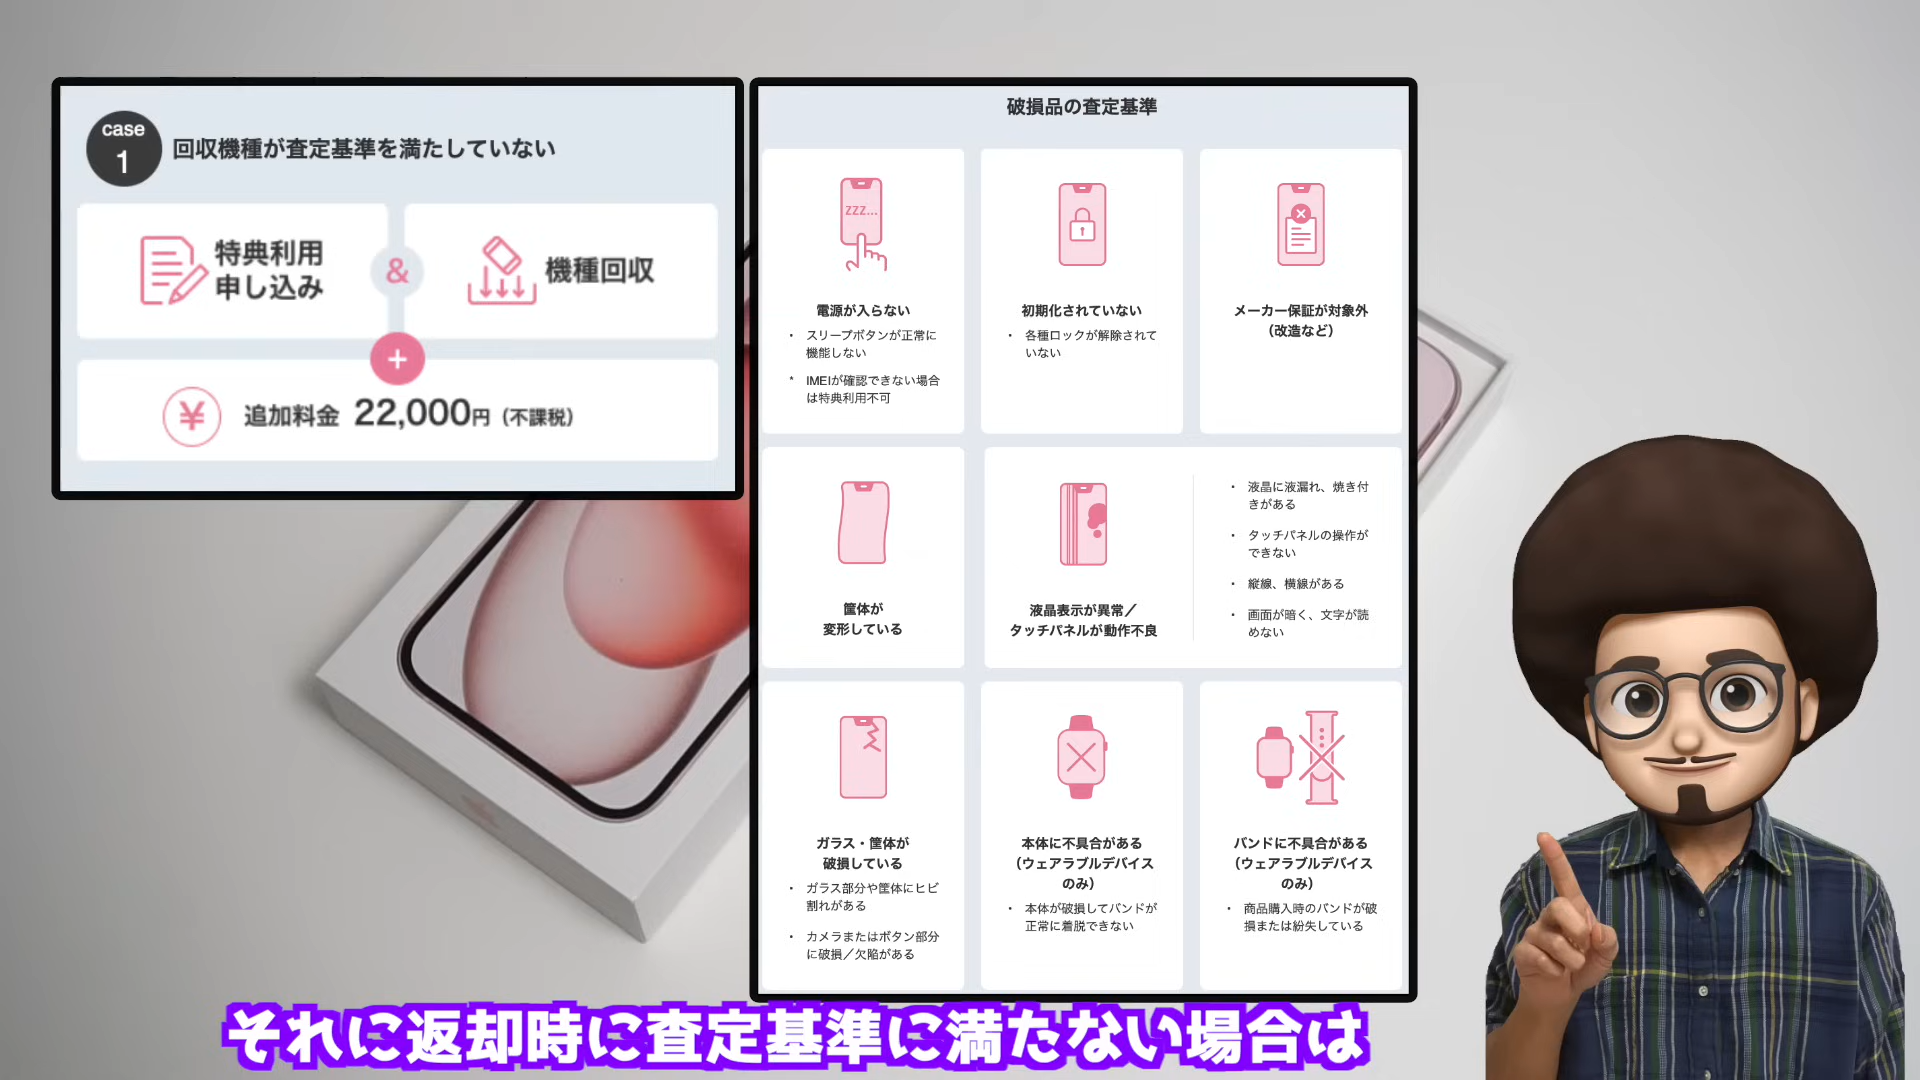 case
1
回収機種が査定基準を満たしていない
特典利用
申し込み
&
機種回収
+
¥
追加料金 22,000円（不課税）
破損品の査定基準
zzz...
電源が入らない
・ スリープボタンが正常に
機能しない
* IMEIが確認できない場合
は特典利用不可
初期化されていない
・ 各種ロックが解除されて
いない
メーカー保証が対象外
（改造など）
筐体が
変形している
液晶表示が異常／
タッチパネルが動作不良
・ 液晶に液漏れ、焼き付
きがある
・ タッチパネルの操作が
できない
・ 縦線、横線がある
・ 画面が暗く、文字が読
めない
ガラス・筐体が
破損している
・ ガラス部分や筐体にヒビ
割れがある
・ カメラまたはボタン部分
に破損／欠陥がある
本体に不具合がある
（ウェアラブルデバイス
のみ）
・ 本体が破損してバンドが
正常に着脱できない
バンドに不具合がある
（ウェアラブルデバイス
のみ）
・ 商品購入時のバンドが破
損または紛失している
それに返却時に査定基準に満たない場合は